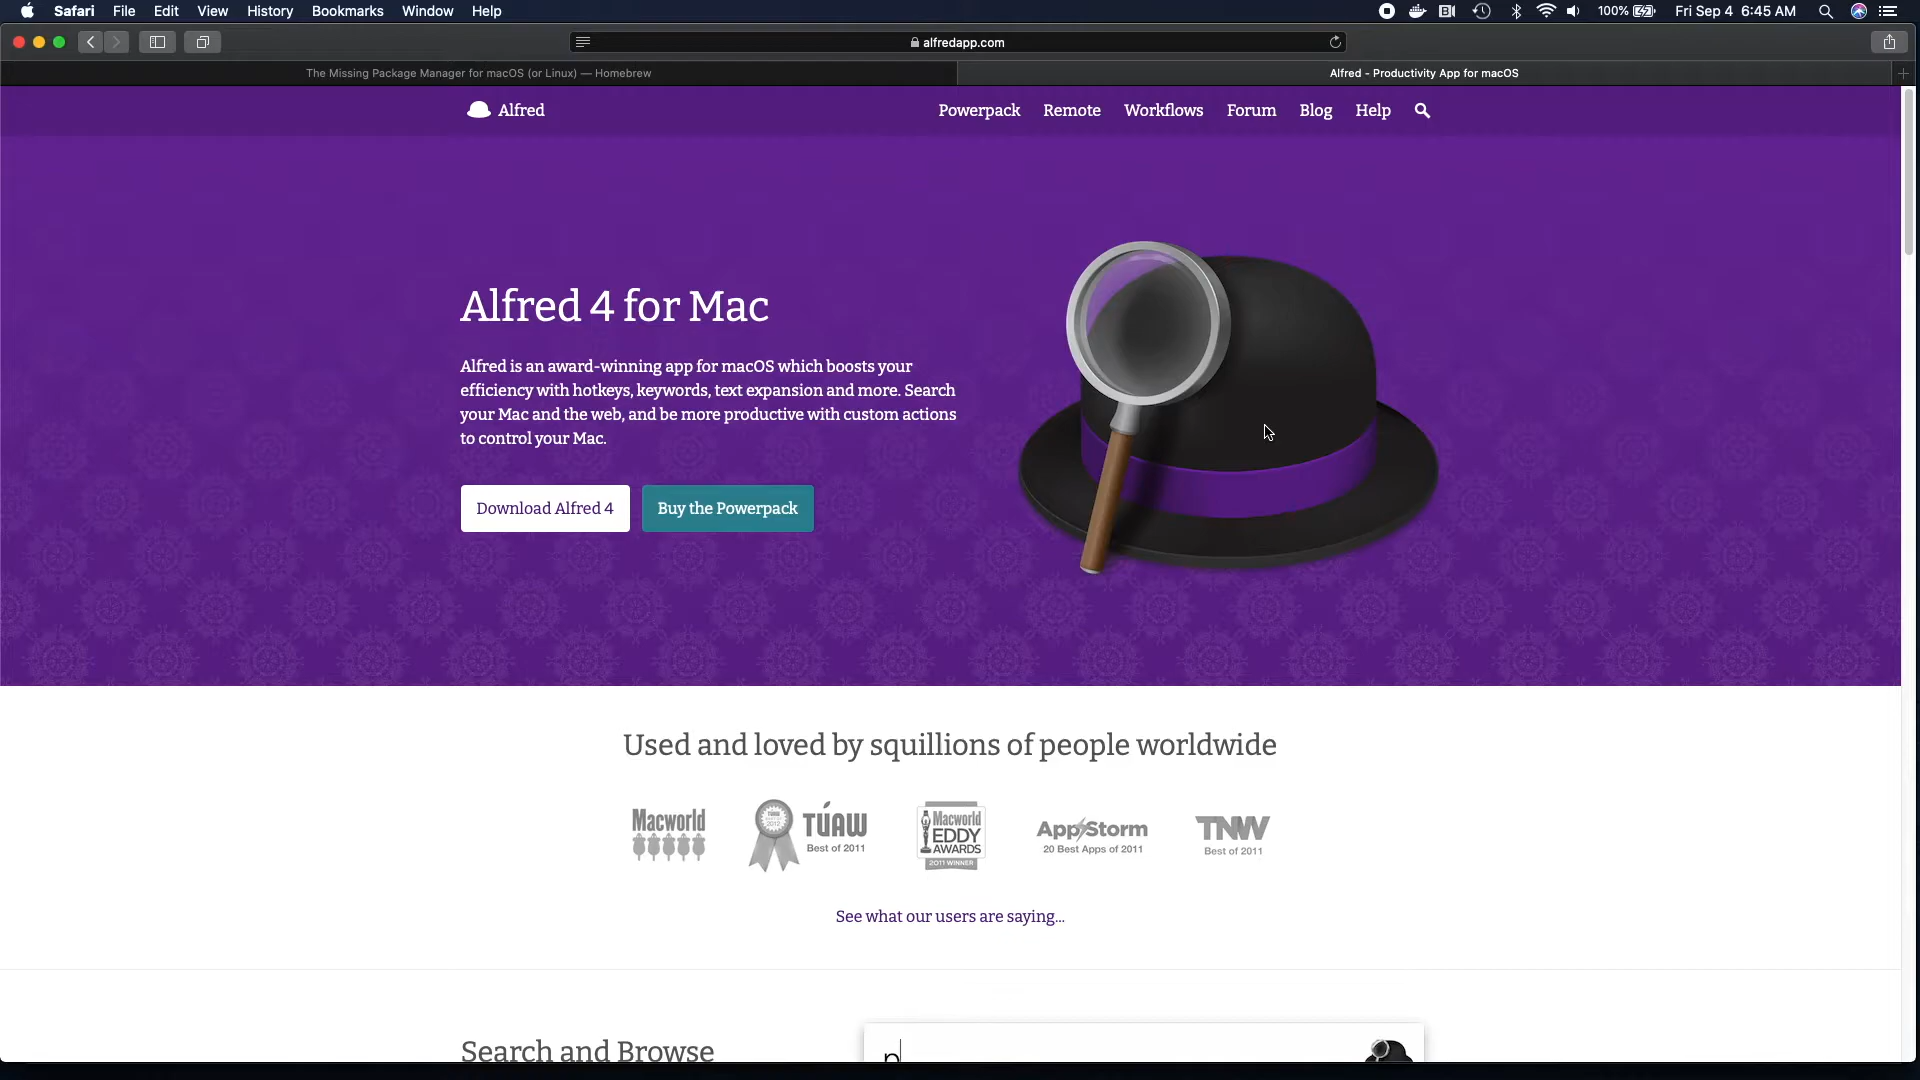 Safari File Edit View History Bookmarks Window Help 100% Fri Sep 4 6:45 AM
alfredapp.com
The Missing Package Manager for macOS (or Linux) — Homebrew
Alfred - Productivity App for macOS
Alfred
Powerpack Remote Workflows Forum Blog Help
Alfred 4 for Mac
Alfred is an award-winning app for macOS which boosts your
efficiency with hotkeys, keywords, text expansion and more. Search
your Mac and the web, and be more productive with custom actions
to control your Mac.
Download Alfred 4
Buy the Powerpack
Used and loved by squillions of people worldwide
Macworld
TUAW
BEST OF
2012
TÚAW
Best of 2011
Macworld
EDDY
AWARDS
2011 WINNER
AppStorm
20 Best Apps of 2011
TNW
Best of 2011
See what our users are saying...
Search and Browse
n